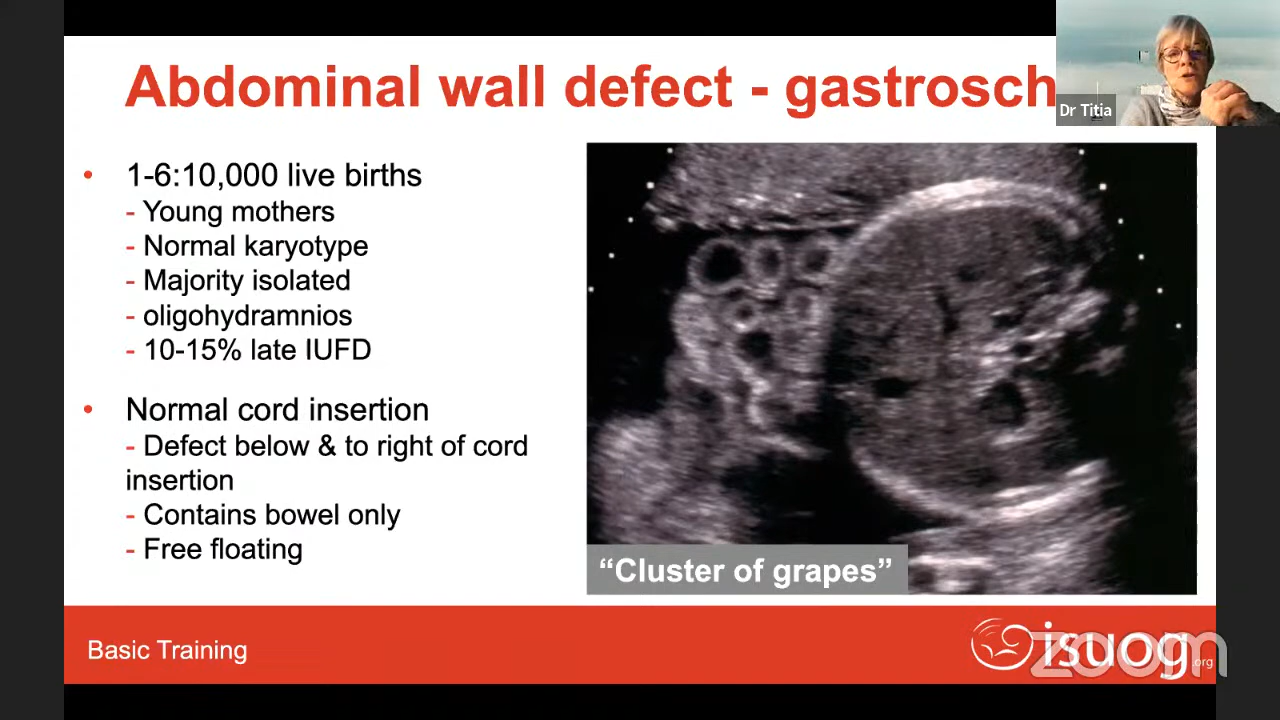 Abdominal wall defect - gastrosch
Dr Titia
• 1-6:10,000 live births
- Young mothers
- Normal karyotype
- Majority isolated
- oligohydramnios
- 10-15% late IUFD
• Normal cord insertion
- Defect below & to right of cord
insertion
- Contains bowel only
- Free floating
“Cluster of grapes”
Basic Training
isuog.org
zoom